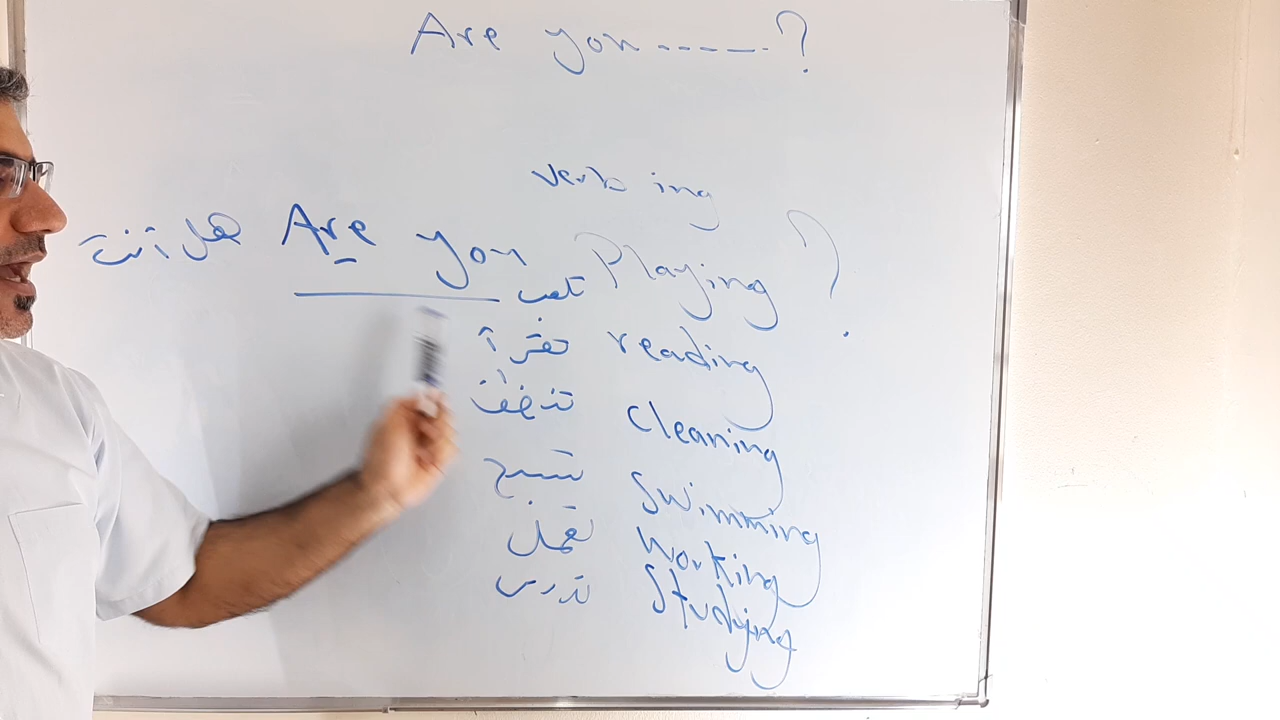 Are you ------?
verb ing
هل انت Are you Playing ?
تلعب
تقرأ reading
تنظف Cleaning
تسبح Swimming
تعمل Working
تدرس Studying